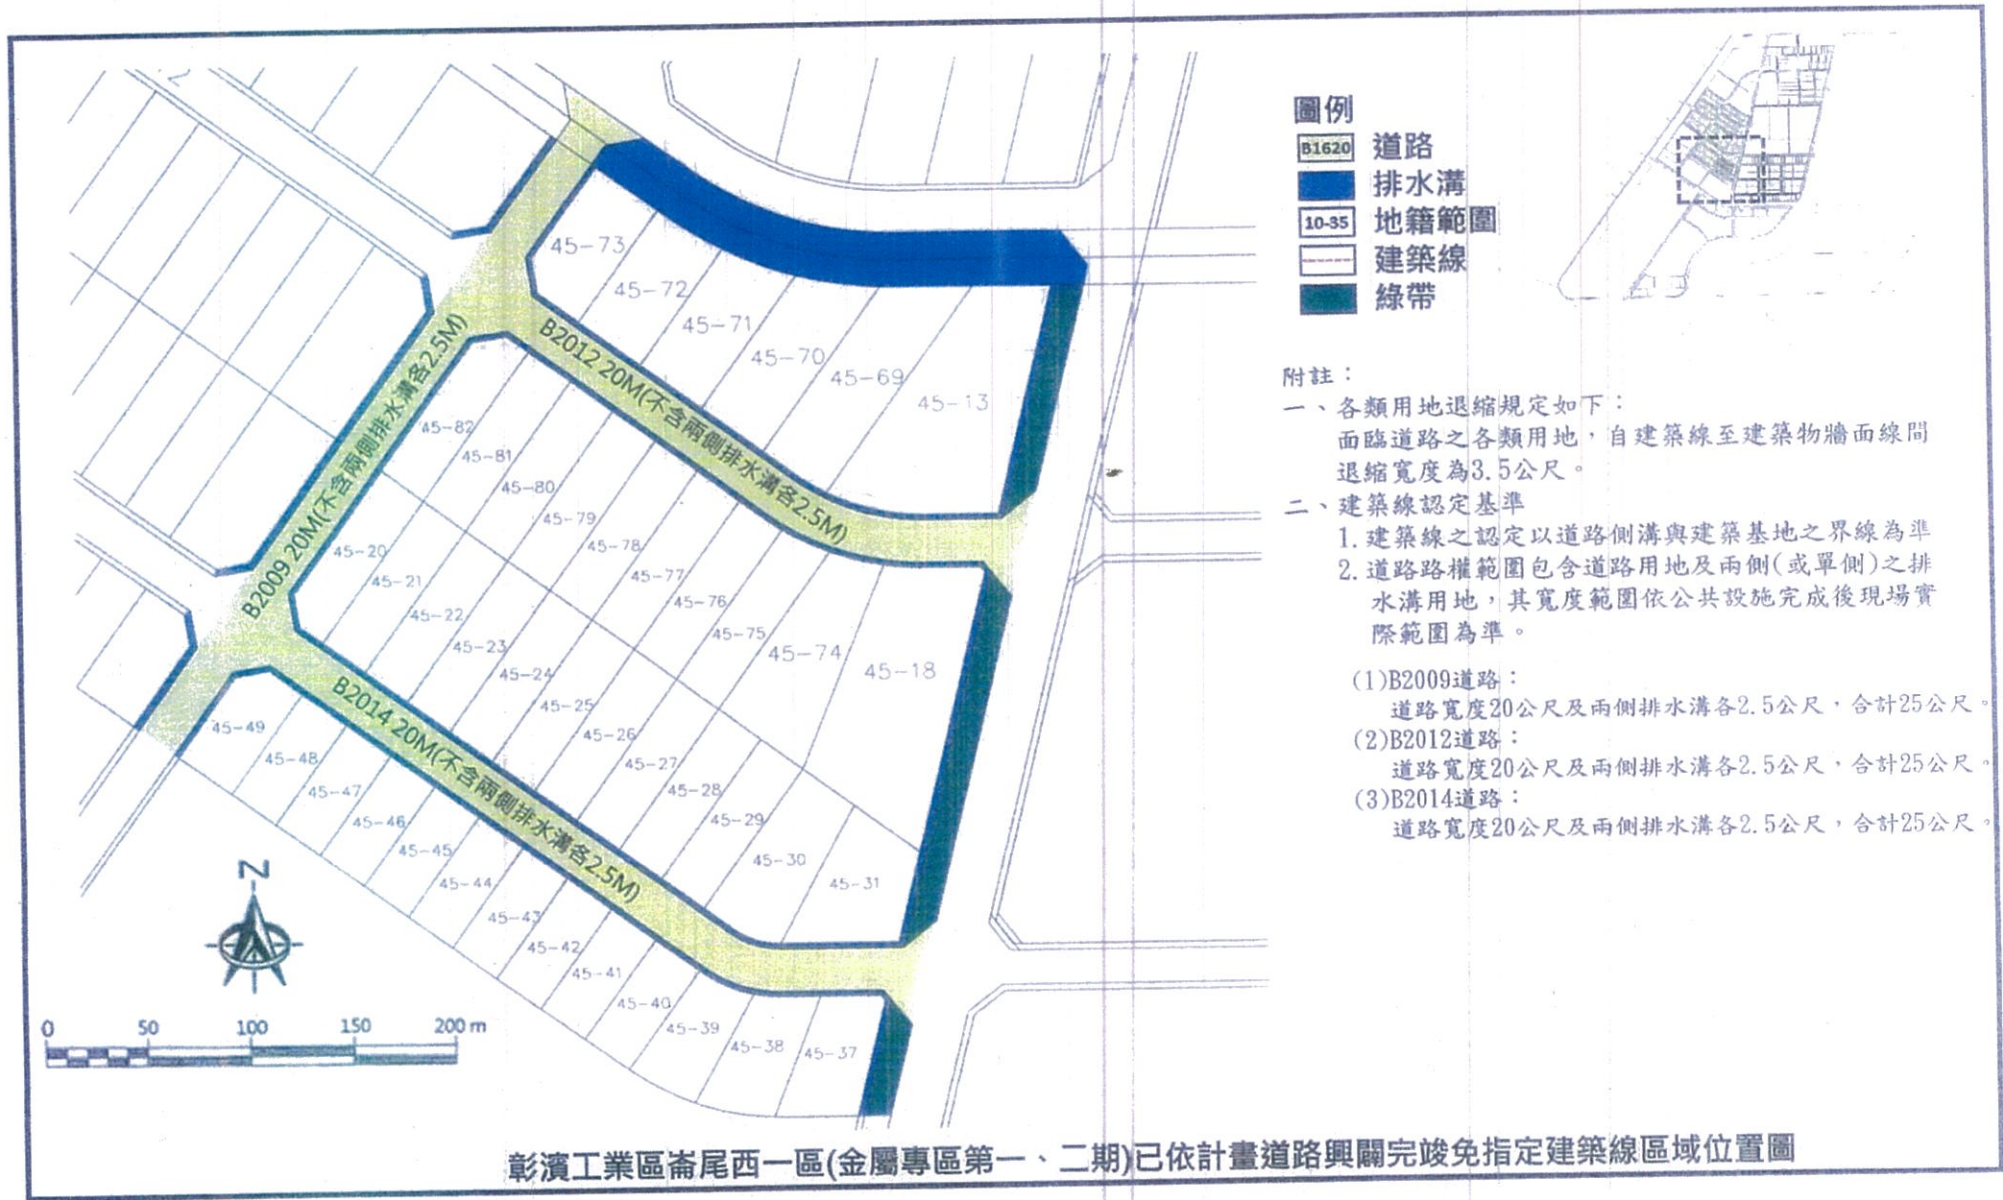 圖例
B1620 道路
排水溝
10-35 地籍範圍
建築線
綠帶
附註：
一、各類用地退縮規定如下：
面臨道路之各類用地，自建築線至建築物牆面線間
退縮寬度為3.5公尺。
二、建築線認定基準
1. 建築線之認定以道路側溝與建築基地之界線為準
2. 道路路權範圍包含道路用地及兩側(或單側)之排
水溝用地，其寬度範圍依公共設施完成後現場實
際範圍為準。
(1)B2009道路：
道路寬度20公尺及兩側排水溝各2.5公尺，合計25公尺。
(2)B2012道路：
道路寬度20公尺及兩側排水溝各2.5公尺，合計25公尺。
(3)B2014道路：
道路寬度20公尺及兩側排水溝各2.5公尺，合計25公尺。
45-73
45-72
45-71
45-70
45-69
45-13
B2012 20M(不含兩側排水溝各2.5M)
B2009 20M(不含兩側排水溝各2.5M)
45-82
45-81
45-80
45-79
45-78
45-77
45-76
45-75
45-74
45-18
45-20
45-21
45-22
45-23
45-24
45-25
45-26
45-27
45-28
45-29
45-30
45-31
B2014 20M(不含兩側排水溝各2.5M)
45-49
45-48
45-47
45-46
45-45
45-44
45-43
45-42
45-41
45-40
45-39
45-38
45-37
N
0 50 100 150 200 m
彰濱工業區崙尾西一區(金屬專區第一、二期)已依計畫道路興闢完竣免指定建築線區域位置圖